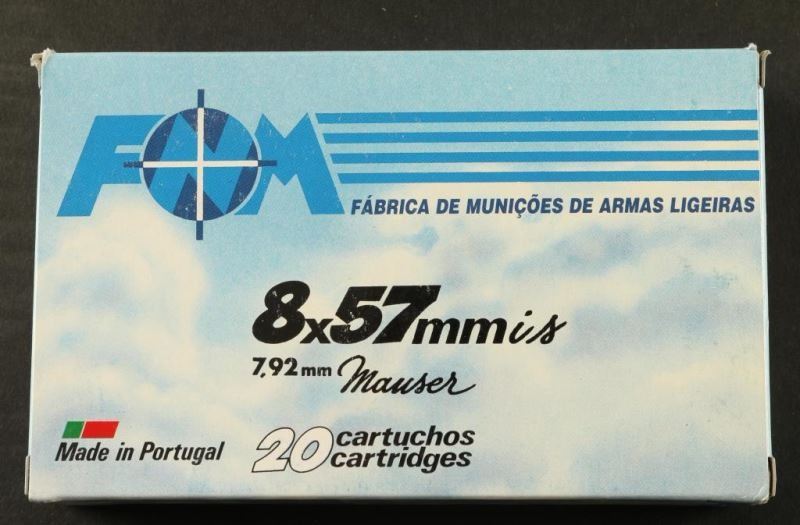 FNM
FÁBRICA DE MUNIÇÕES DE ARMAS LIGEIRAS
8x57mmis
7,92mm Mauser
Made in Portugal
20 cartuchos
cartridges